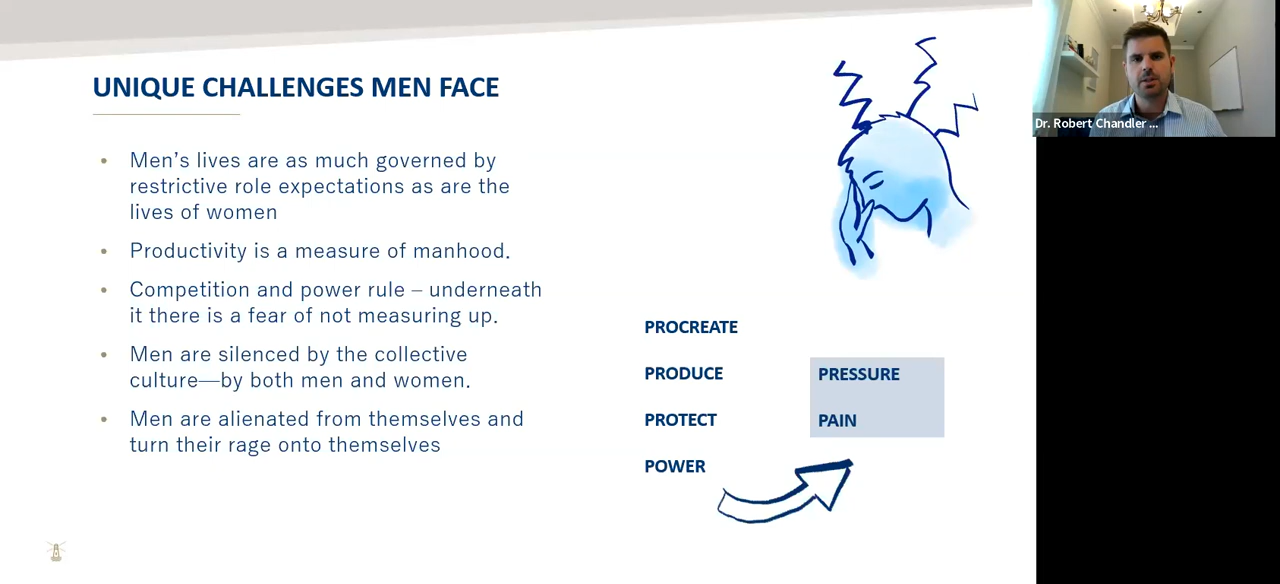 UNIQUE CHALLENGES MEN FACE
• Men’s lives are as much governed by
restrictive role expectations as are the
lives of women
• Productivity is a measure of manhood.
• Competition and power rule – underneath
it there is a fear of not measuring up.
• Men are silenced by the collective
culture—by both men and women.
• Men are alienated from themselves and
turn their rage onto themselves
PROCREATE
PRODUCE
PROTECT
POWER
PRESSURE
PAIN
Dr. Robert Chandler ...